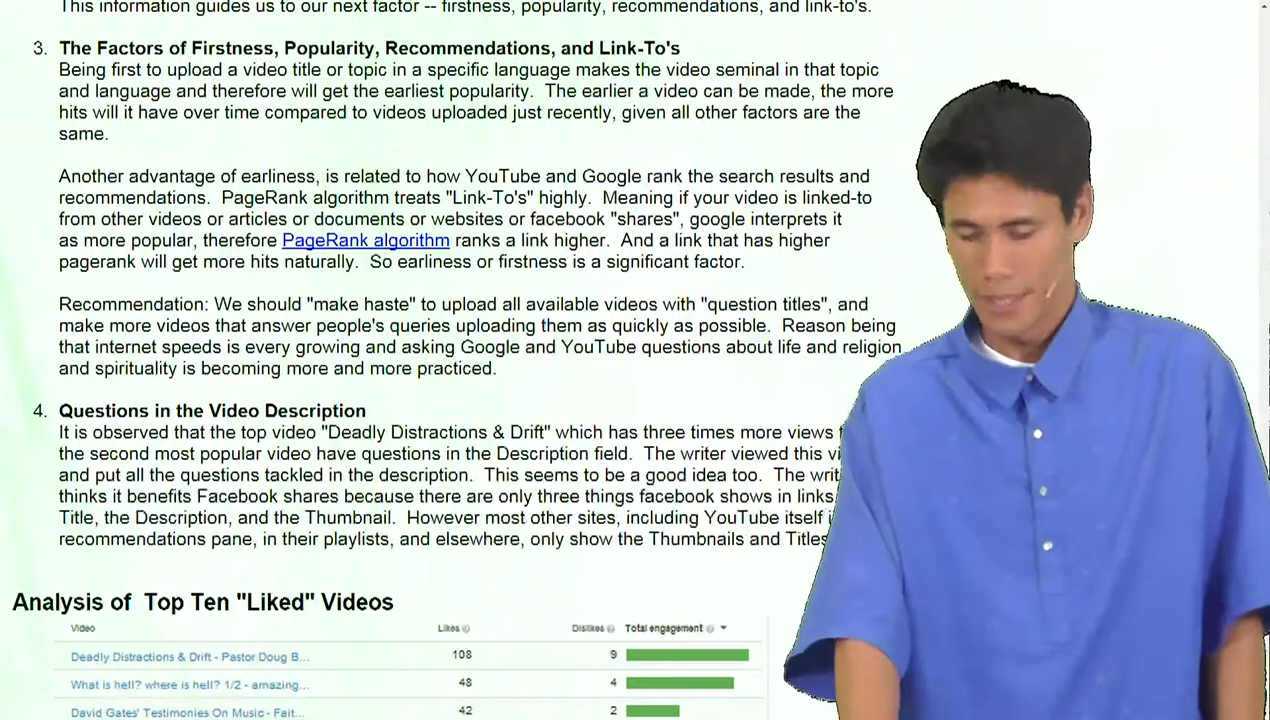 This information guides us to our next factor -- firstness, popularity, recommendations, and link-to's.
3. The Factors of Firstness, Popularity, Recommendations, and Link-To's
Being first to upload a video title or topic in a specific language makes the video seminal in that topic
and language and therefore will get the earliest popularity. The earlier a video can be made, the more
hits will it have over time compared to videos uploaded just recently, given all other factors are the
same.
Another advantage of earliness, is related to how YouTube and Google rank the search results and
recommendations. PageRank algorithm treats "Link-To's" highly. Meaning if your video is linked-to
from other videos or articles or documents or websites or facebook "shares", google interprets it
as more popular, therefore PageRank algorithm ranks a link higher. And a link that has higher
pagerank will get more hits naturally. So earliness or firstness is a significant factor.
Recommendation: We should "make haste" to upload all available videos with "question titles", and
make more videos that answer people's queries uploading them as quickly as possible. Reason being
that internet speeds is every growing and asking Google and YouTube questions about life and religion
and spirituality is becoming more and more practiced.
4. Questions in the Video Description
It is observed that the top video "Deadly Distractions & Drift" which has three times more views
the second most popular video have questions in the Description field. The writer viewed this vi
and put all the questions tackled in the description. This seems to be a good idea too. The writ
thinks it benefits Facebook shares because there are only three things facebook shows in links
Title, the Description, and the Thumbnail. However most other sites, including YouTube itself i
recommendations pane, in their playlists, and elsewhere, only show the Thumbnails and Titles
Analysis of Top Ten "Liked" Videos
Video Likes Dislikes Total engagement
Deadly Distractions & Drift - Pastor Doug B... 108 9
What is hell? where is hell? 1/2 - amazing... 48 4
David Gates' Testimonies On Music - Fait... 42 2